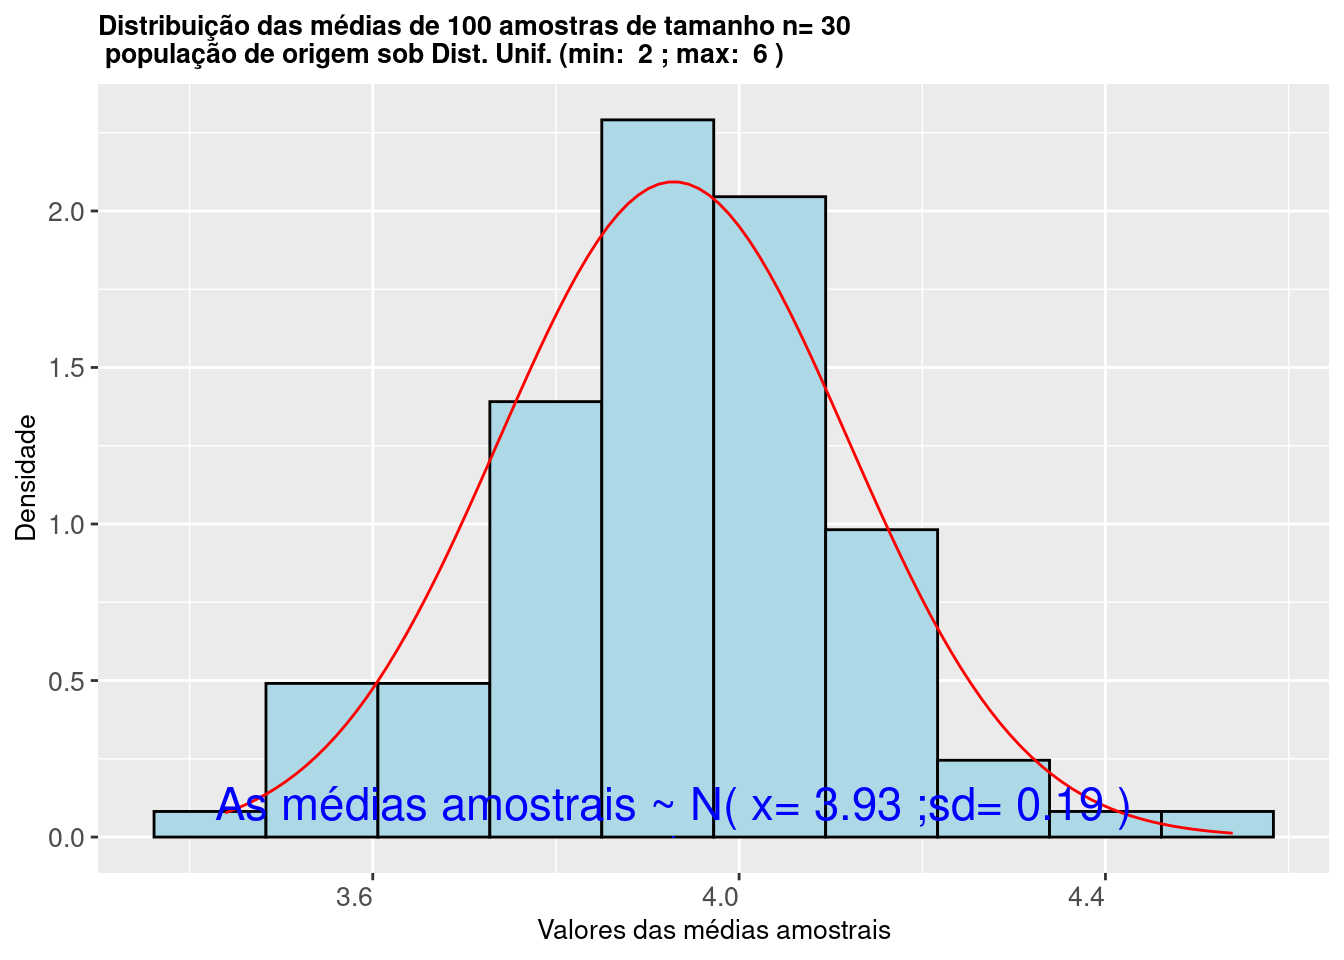 Distribuição das médias de 100 amostras de tamanho n= 30
população de origem sob Dist. Unif. (min:  2 ; max:  6 )
Densidade
2.0
1.5
1.0
0.5
0.0
As médias amostrais ~ N( x= 3.93 ;sd= 0.19 )
3.6
4.0
4.4
Valores das médias amostrais